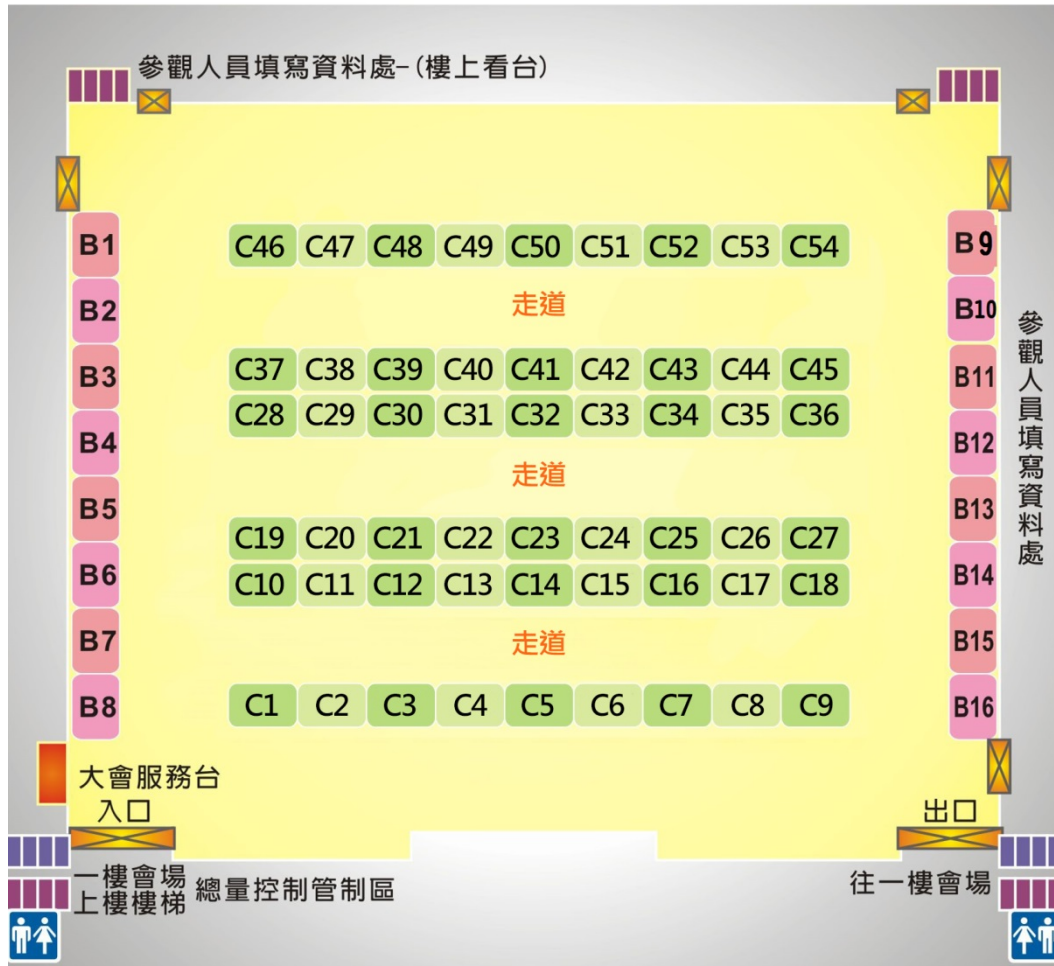 參觀人員填寫資料處-(樓上看台)
B1
B2
B3
B4
B5
B6
B7
B8
C46 C47 C48 C49 C50 C51 C52 C53 C54
走道
C37 C38 C39 C40 C41 C42 C43 C44 C45
C28 C29 C30 C31 C32 C33 C34 C35 C36
走道
C19 C20 C21 C22 C23 C24 C25 C26 C27
C10 C11 C12 C13 C14 C15 C16 C17 C18
走道
C1 C2 C3 C4 C5 C6 C7 C8 C9
B9
B10
B11
B12
B13
B14
B15
B16
參觀人員填寫資料處
大會服務台
入口
出口
一樓會場
上樓樓梯
總量控制管制區
往一樓會場